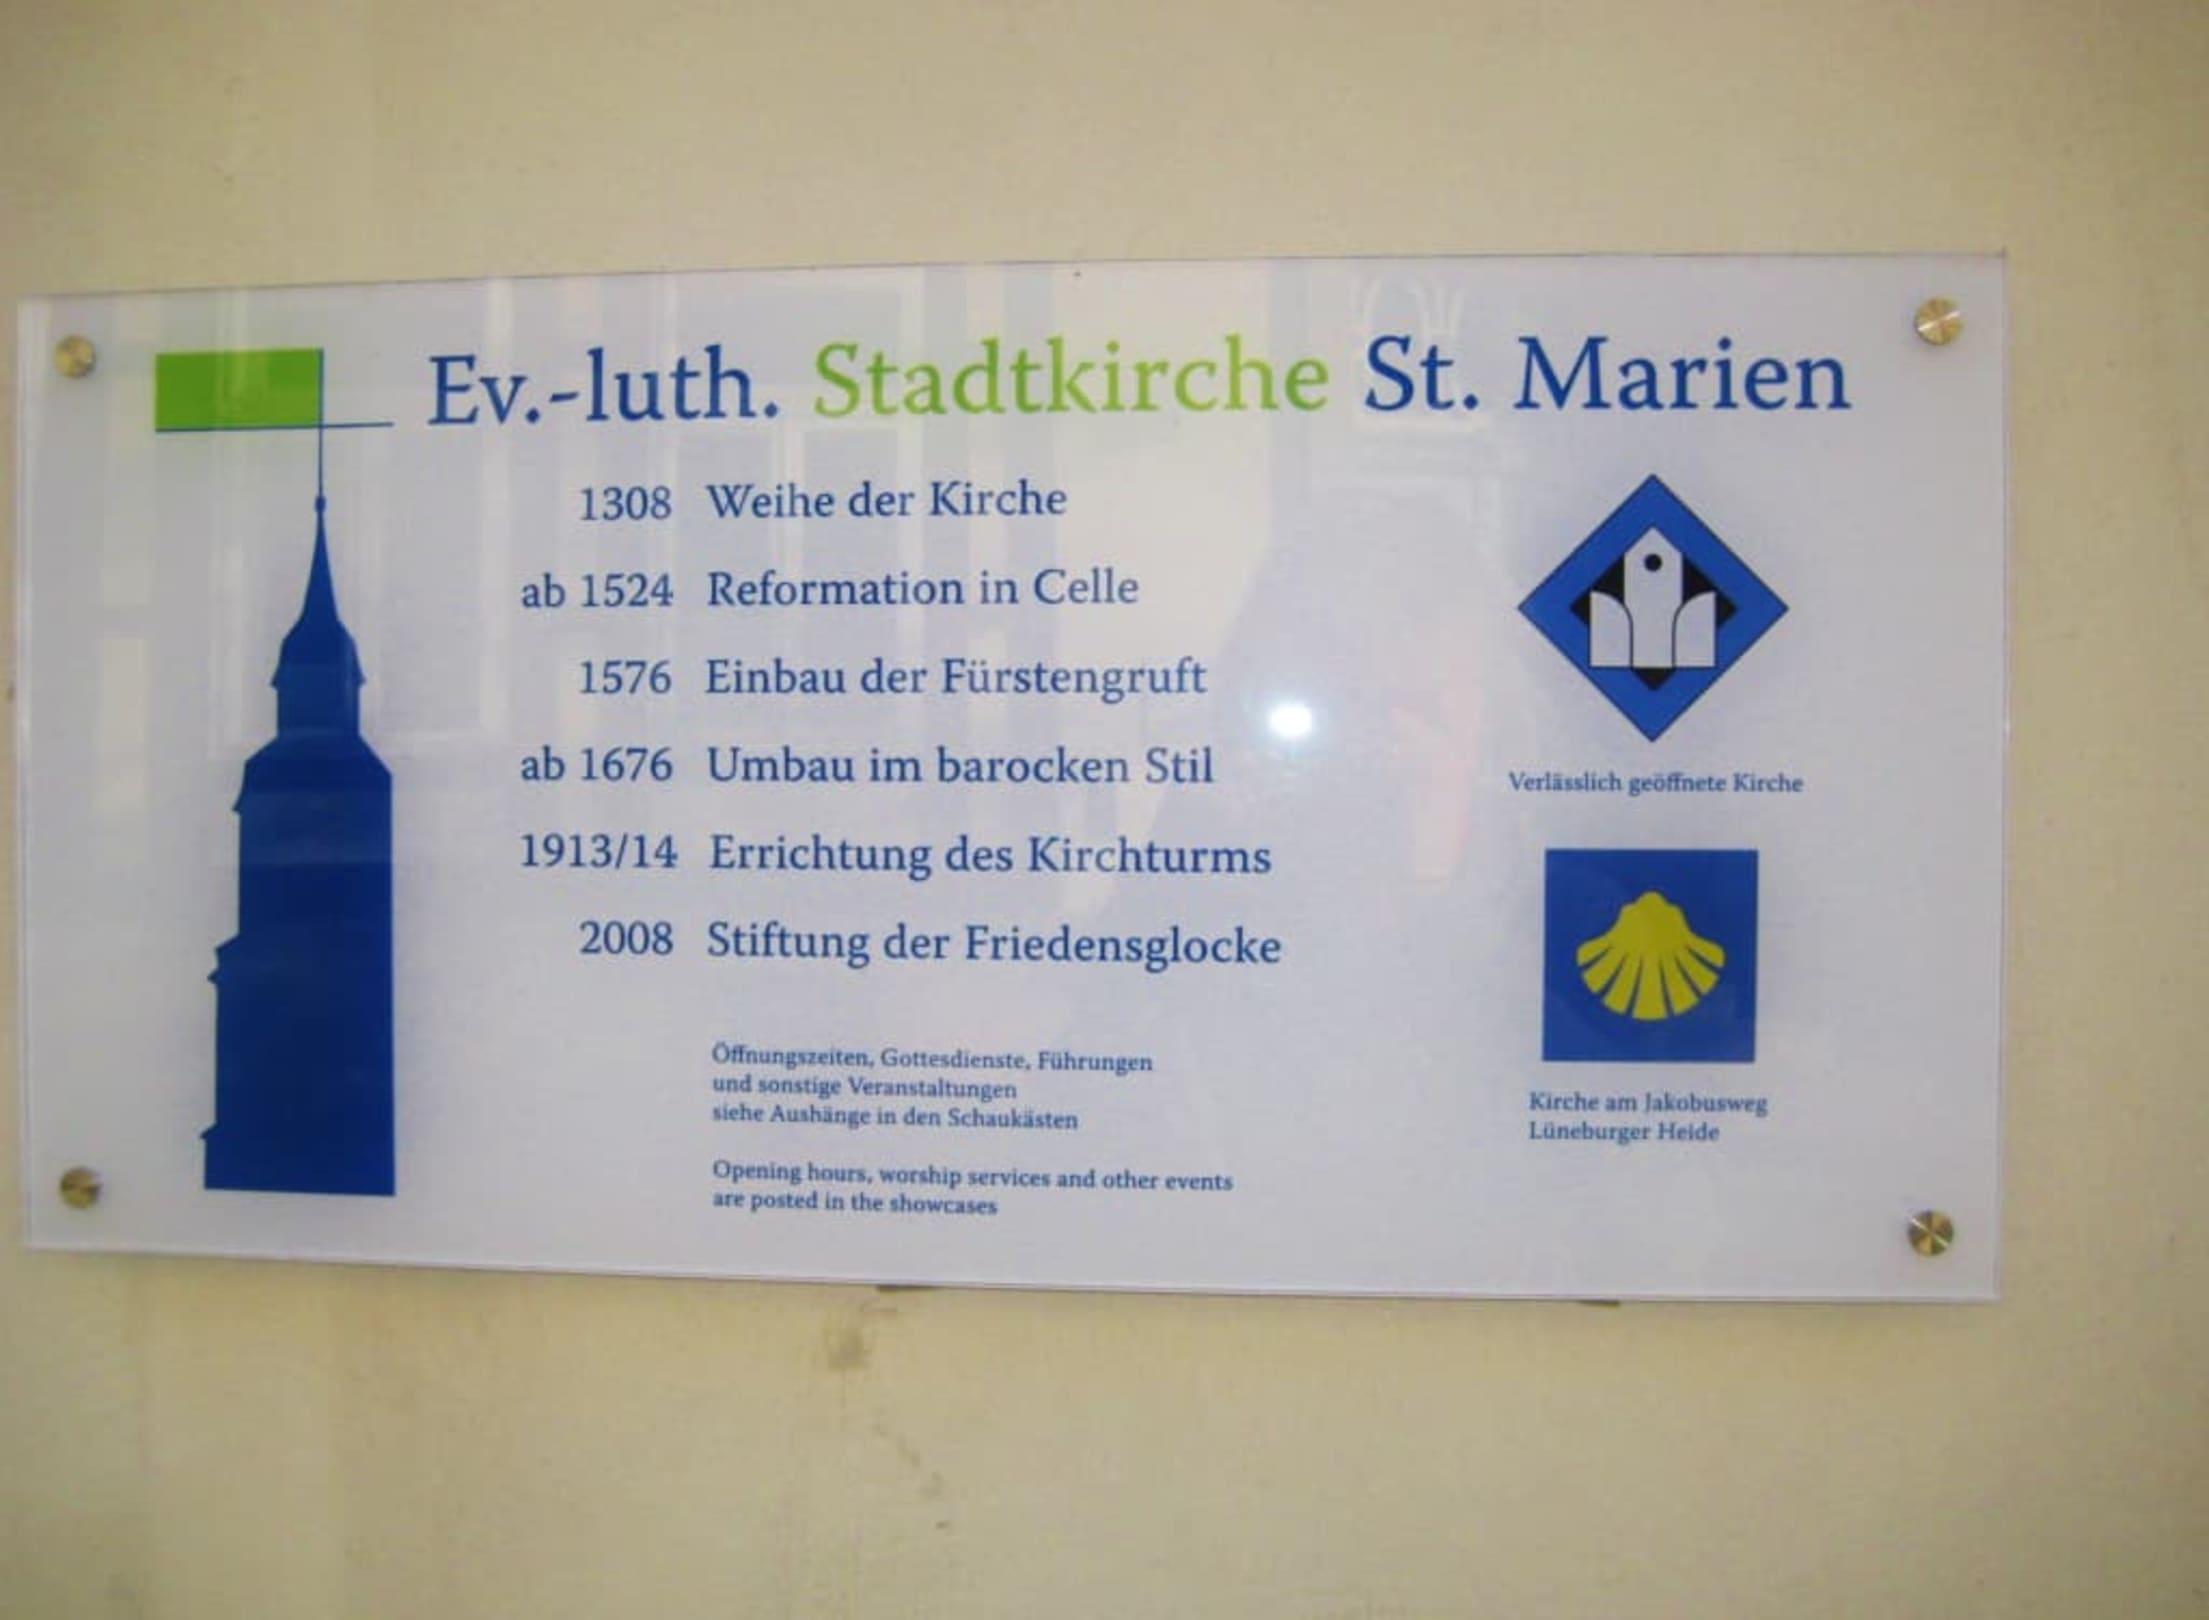 Ev.-luth. Stadtkirche St. Marien
1308 Weihe der Kirche
ab 1524 Reformation in Celle
1576 Einbau der Fürstengruft
ab 1676 Umbau im barocken Stil
1913/14 Errichtung des Kirchturms
2008 Stiftung der Friedensglocke
Öffnungszeiten, Gottesdienste, Führungen
und sonstige Veranstaltungen
siehe Aushänge in den Schaukästen
Opening hours, worship services and other events
are posted in the showcases
Verlässlich geöffnete Kirche
Kirche am Jakobusweg
Lüneburger Heide